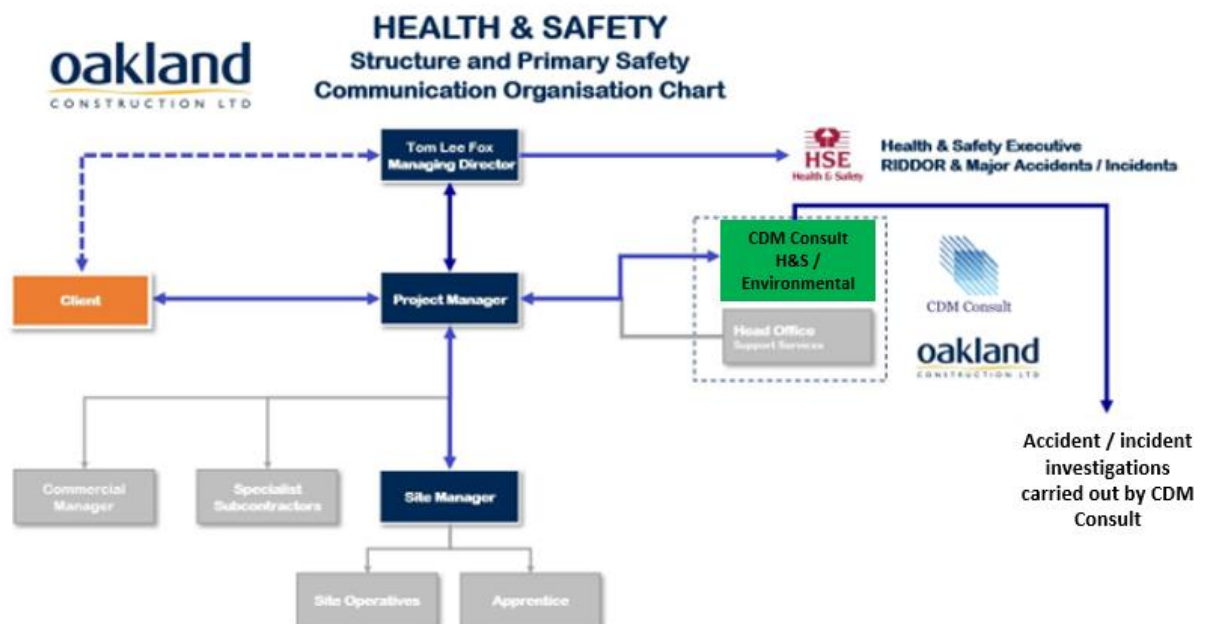 HEALTH & SAFETY
Structure and Primary Safety
Communication Organisation Chart
oakland
CONSTRUCTION LTD
Tom Lee Fox
Managing Director
HSE
Health & Safety
Health & Safety Executive
RIDDOR & Major Accidents / Incidents
CDM Consult
H&S /
Environmental
CDM Consult
Client
Project Manager
Head Office
Support Services
oakland
CONSTRUCTION LTD
Accident / incident
investigations
carried out by CDM
Consult
Commercial
Manager
Specialist
Subcontractors
Site Manager
Site Operatives
Apprentice